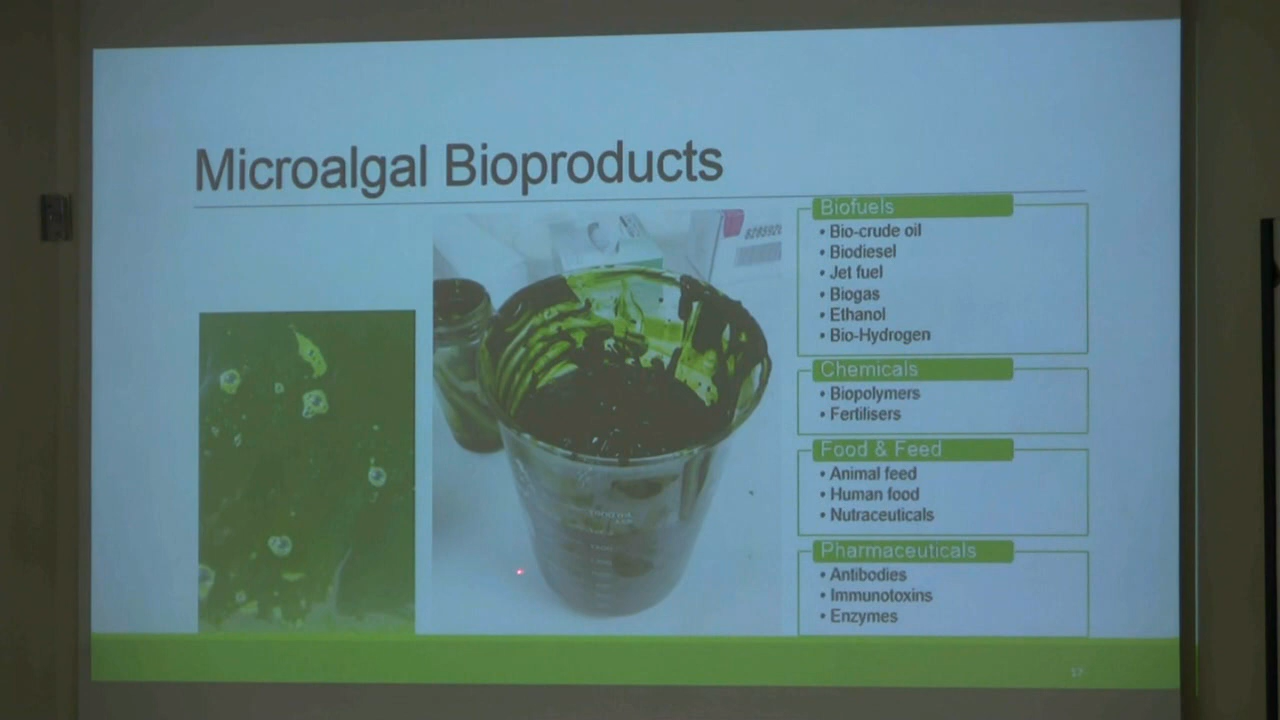 Microalgal Bioproducts
Biofuels
• Bio-crude oil
• Biodiesel
• Jet fuel
• Biogas
• Ethanol
• Bio-Hydrogen
Chemicals
• Biopolymers
• Fertilisers
Food & Feed
• Animal feed
• Human food
• Nutraceuticals
Pharmaceuticals
• Antibodies
• Immunotoxins
• Enzymes